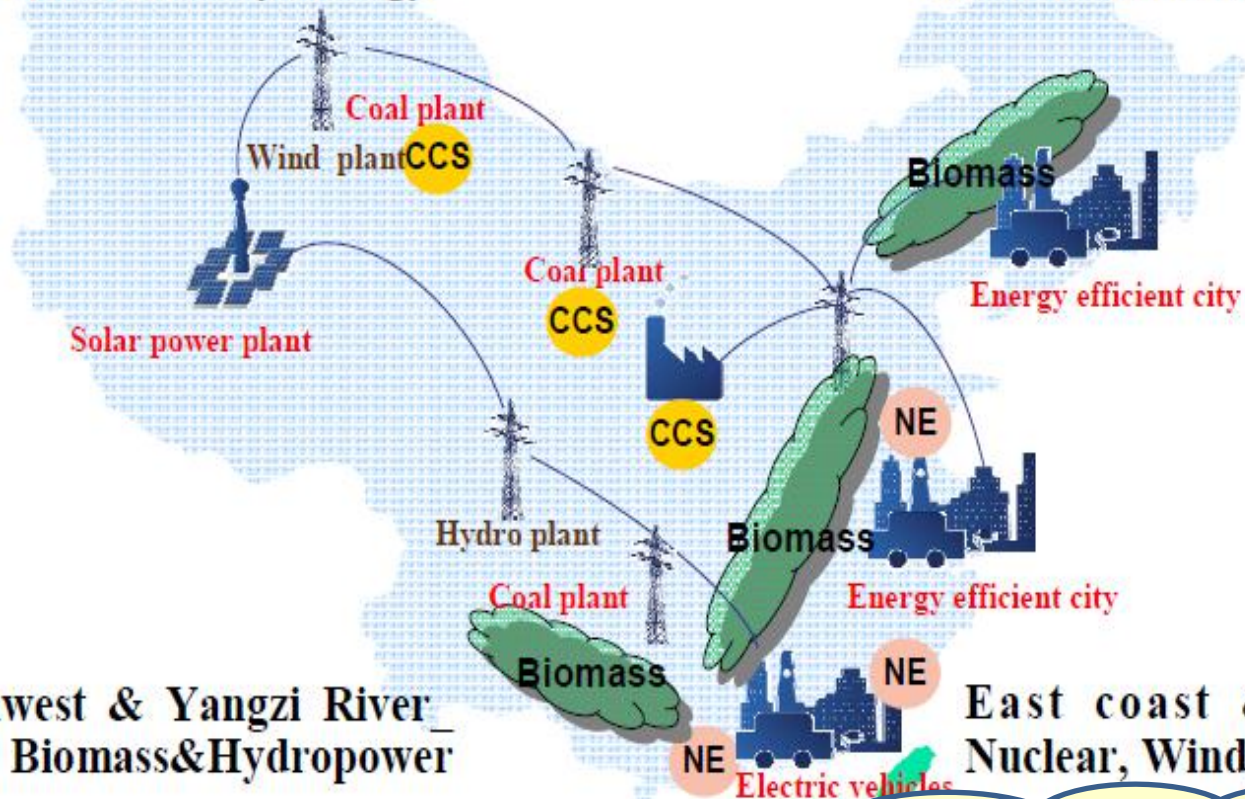 Coal plant
Wind plant
CCS
Biomass
Coal plant
Energy efficient city
CCS
Solar power plant
CCS
NE
Hydro plant
Biomass
Coal plant
Energy efficient city
Biomass
NE
west & Yangzi River_
Biomass&Hydropower
East coast
Nuclear, Wind
NE
Electric vehicles